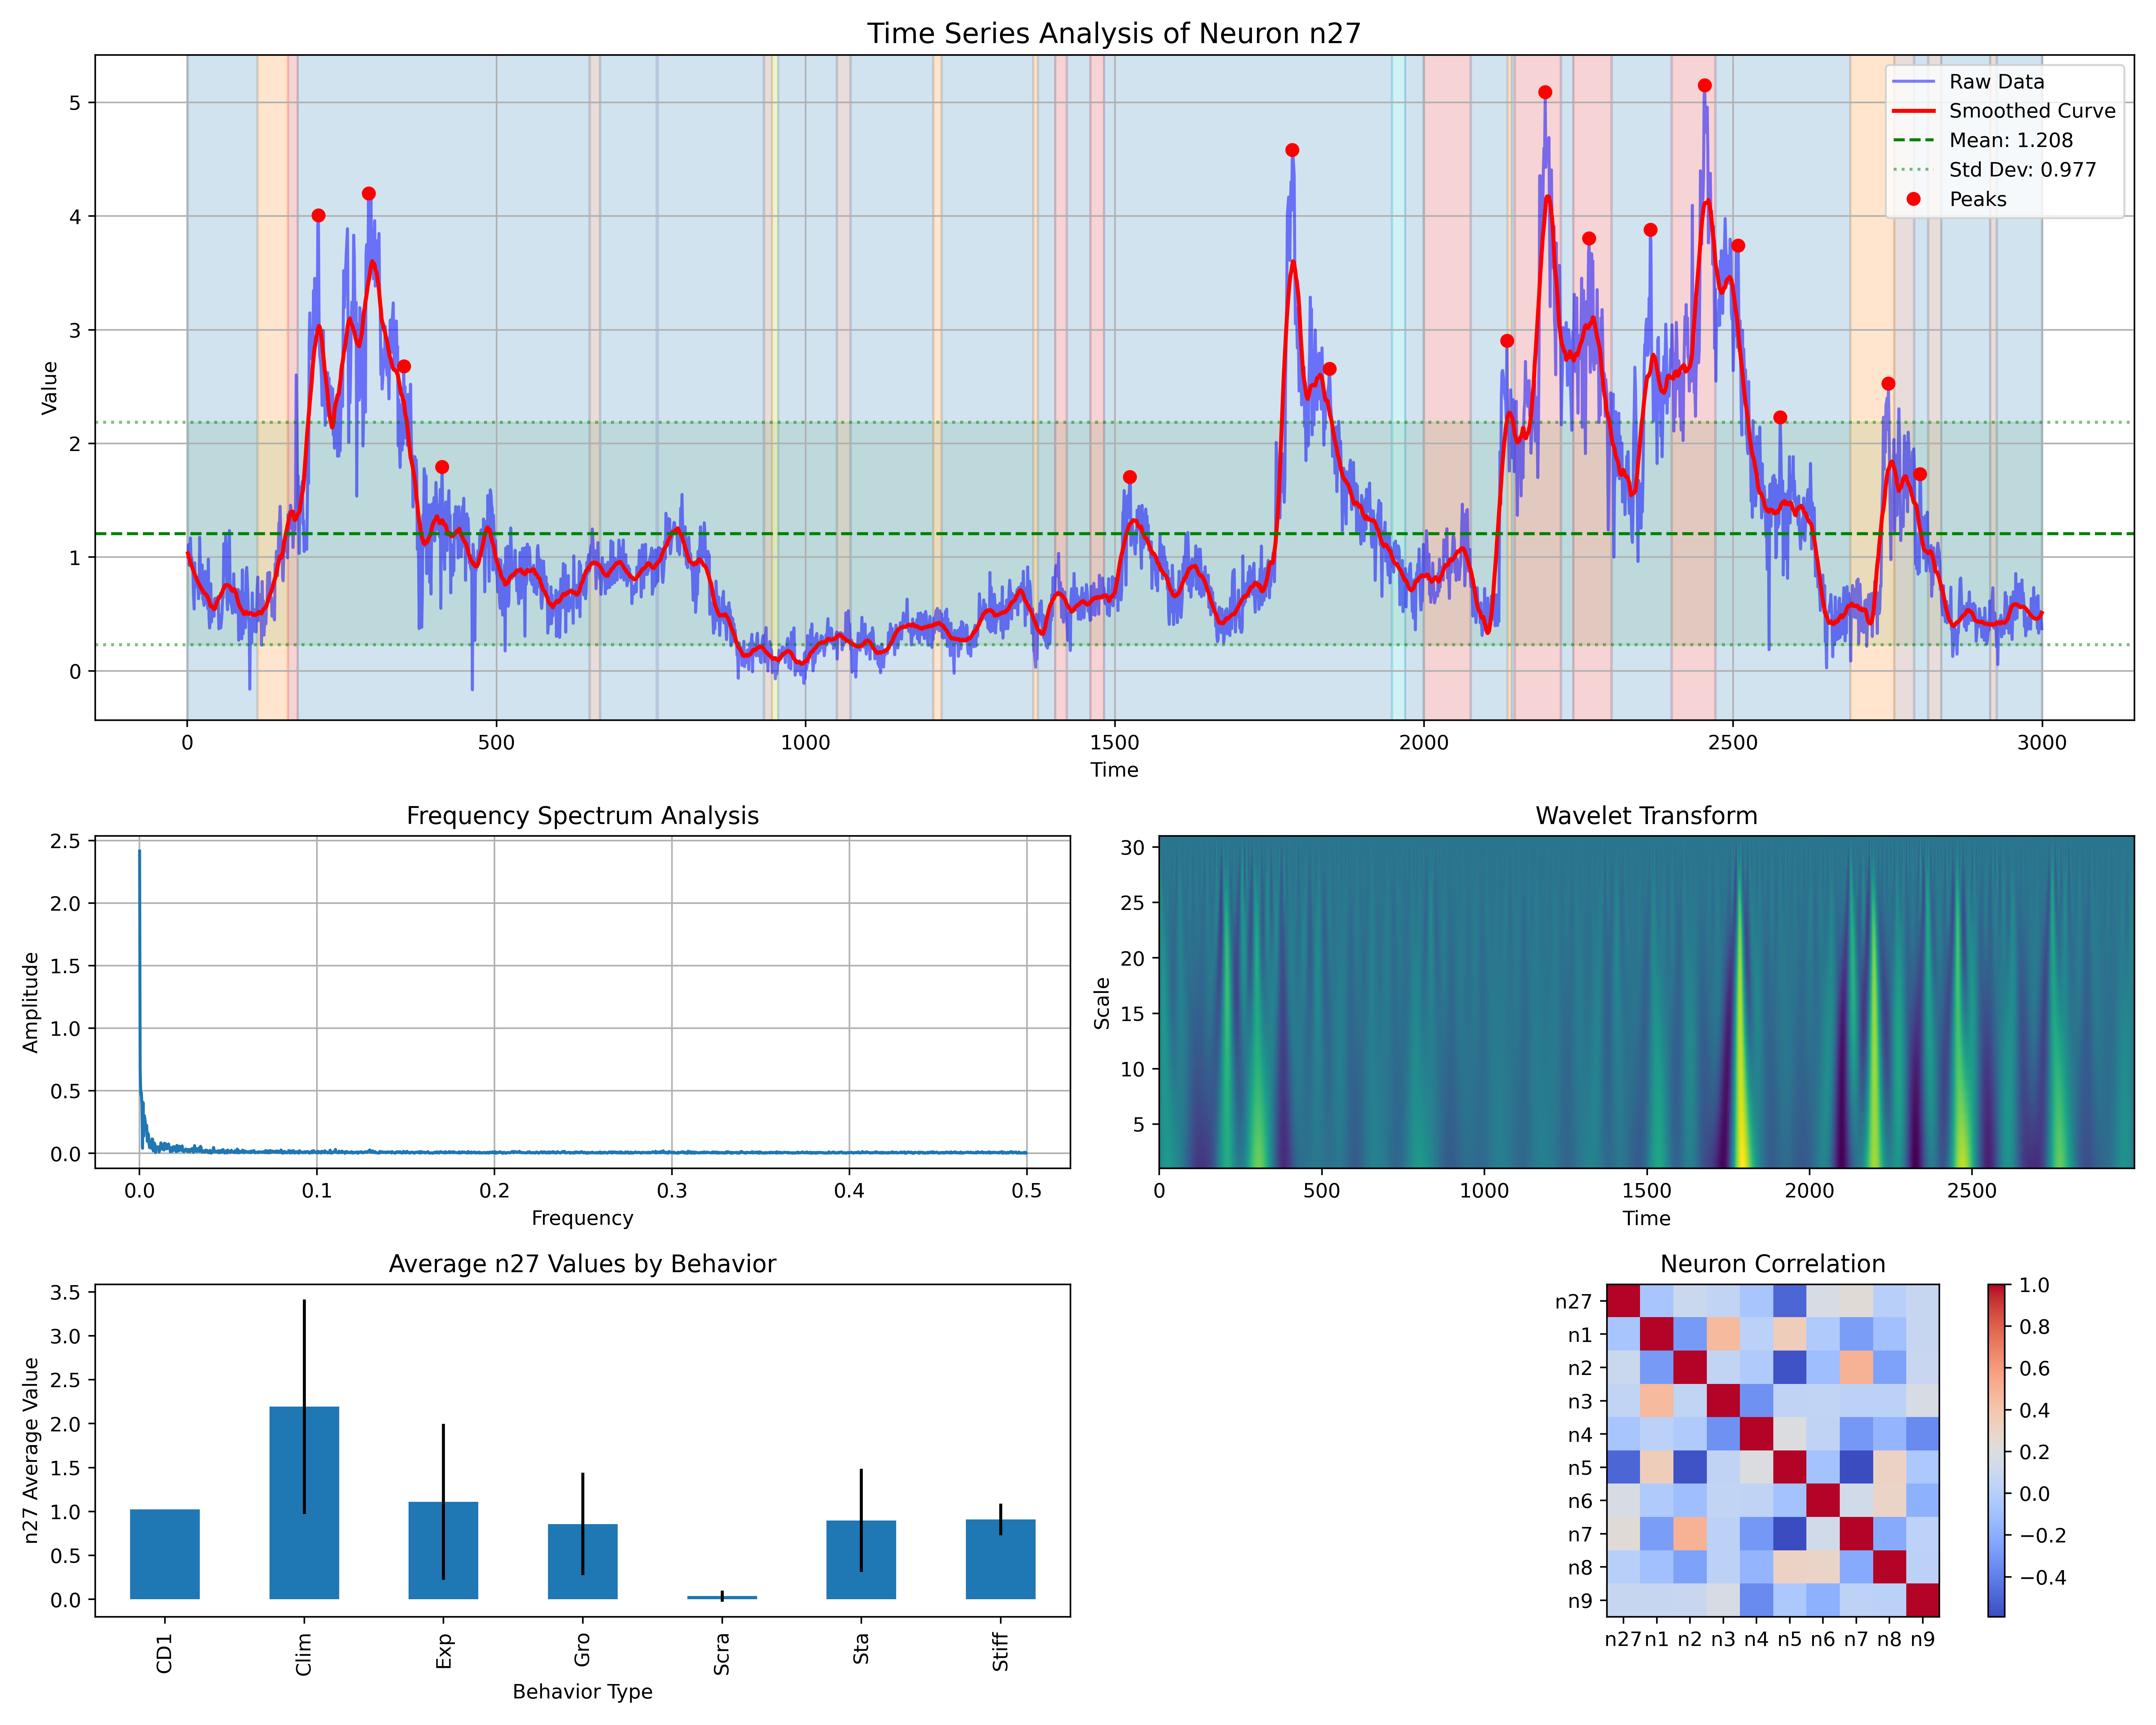 Time Series Analysis of Neuron n27
Raw Data
Smoothed Curve
Mean: 1.208
Std Dev: 0.977
Peaks
Value
5
4
3
2
1
0
0 500 1000 1500 2000 2500 3000
Time
Frequency Spectrum Analysis
Amplitude
2.5
2.0
1.5
1.0
0.5
0.0
0.0 0.1 0.2 0.3 0.4 0.5
Frequency
Wavelet Transform
Scale
30
25
20
15
10
5
0 500 1000 1500 2000 2500
Time
Average n27 Values by Behavior
n27 Average Value
3.5
3.0
2.5
2.0
1.5
1.0
0.5
0.0
CD1 Clim Exp Gro Scra Sta Stiff
Behavior Type
Neuron Correlation
n27
n1
n2
n3
n4
n5
n6
n7
n8
n9
n27 n1 n2 n3 n4 n5 n6 n7 n8 n9
1.0
0.8
0.6
0.4
0.2
0.0
−0.2
−0.4